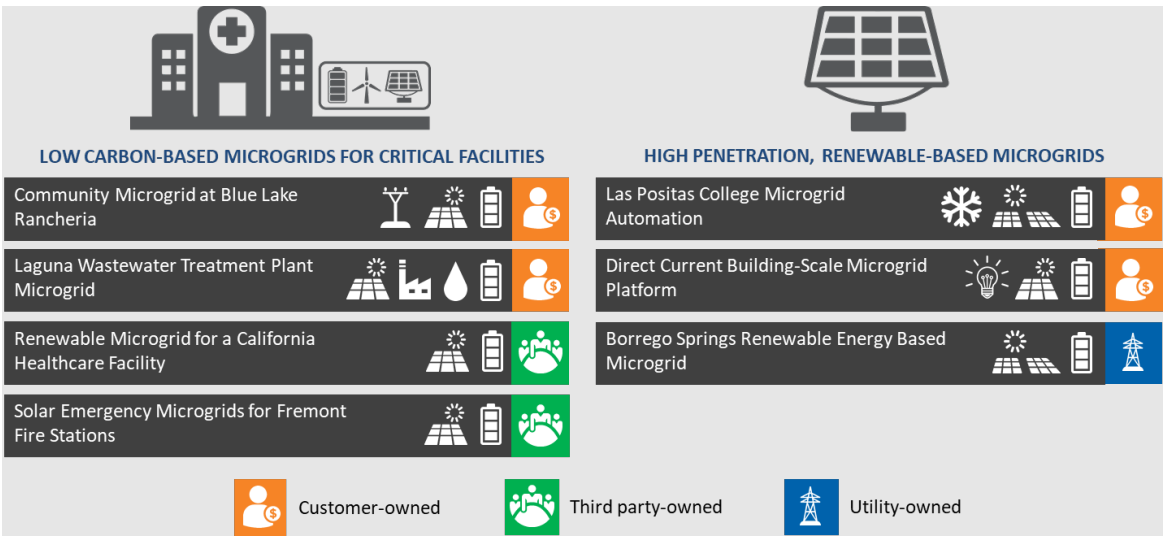 LOW CARBON-BASED MICROGRIDS FOR CRITICAL FACILITIES
Community Microgrid at Blue Lake
Rancheria
Laguna Wastewater Treatment Plant
Microgrid
Renewable Microgrid for a California
Healthcare Facility
Solar Emergency Microgrids for Fremont
Fire Stations
HIGH PENETRATION, RENEWABLE-BASED MICROGRIDS
Las Positas College Microgrid
Automation
Direct Current Building-Scale Microgrid
Platform
Borrego Springs Renewable Energy Based
Microgrid
Customer-owned
Third party-owned
Utility-owned